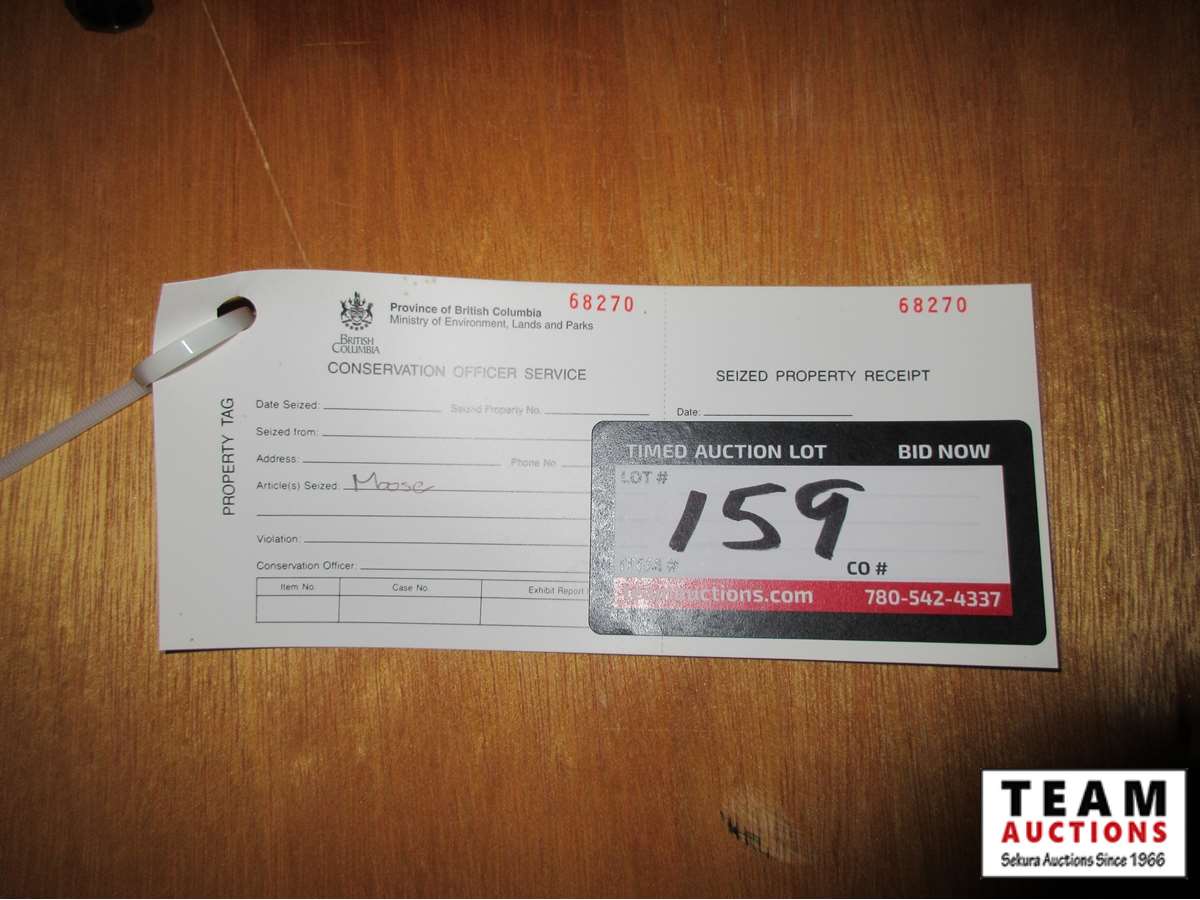 Province of British Columbia
Ministry of Environment, Lands and Parks
68270
BRITISH
COLUMBIA
CONSERVATION OFFICER SERVICE
PROPERTY TAG
Date Seized: Seized Property No.
Seized from:
Address: Phone No.
Article(s) Seized: Moose
Violation:
Conservation Officer:
Item No. Case No. Exhibit Report
68270
SEIZED PROPERTY RECEIPT
Date:
TIMED AUCTION LOT BID NOW
LOT #
159
CO #
780-542-4337
TEAM
AUCTIONS
Sekura Auctions Since 1966